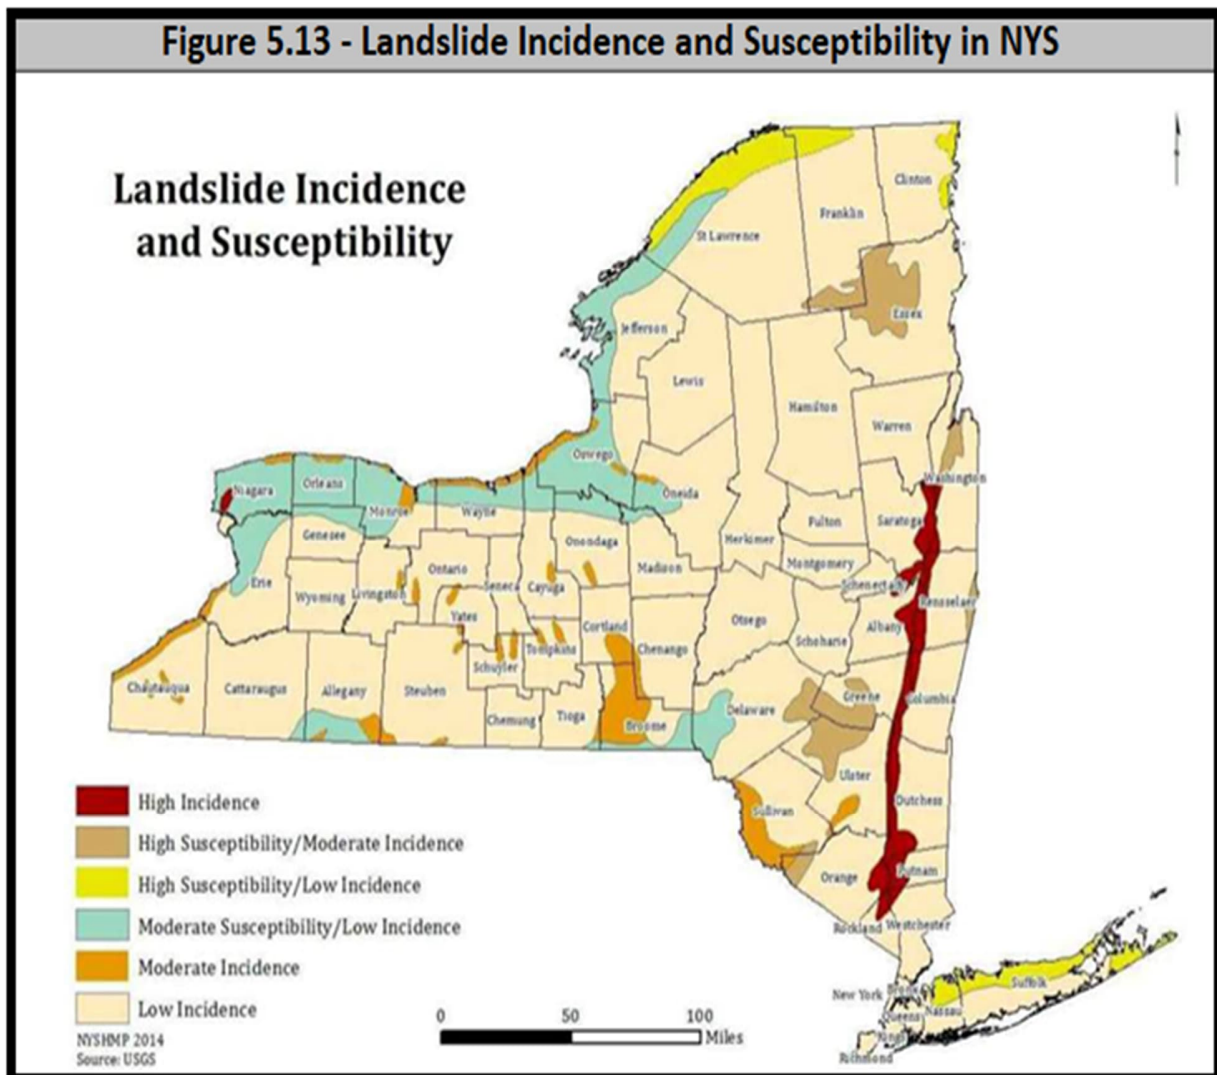 Figure 5.13 - Landslide Incidence and Susceptibility in NYS
Landslide Incidence
and Susceptibility
Clinton
Franklin
St Lawrence
Essex
Jefferson
Lewis
Hamilton
Warren
Oswego
Washington
Niagara
Orleans
Oneida
Monroe
Wayne
Fulton
Saratoga
Genesee
Herkimer
Onondaga
Madison
Montgomery
Ontario
Erie
Seneca
Cayuga
Schenectady
Wyoming
Livingston
Rensselaer
Yates
Otsego
Cortland
Albany
Schoharie
Tompkins
Chenango
Schuyler
Chautauqua
Cattaraugus
Allegany
Steuben
Greene
Columbia
Delaware
Chemung
Tioga
Broome
Ulster
Dutchess
Sullivan
Orange
Putnam
Rockland
Westchester
Suffolk
New York
Bronx
Nassau
Queens
Kings
Richmond
High Incidence
High Susceptibility/Moderate Incidence
High Susceptibility/Low Incidence
Moderate Susceptibility/Low Incidence
Moderate Incidence
Low Incidence
NYSHMP 2014
Source: USGS
0 50 100
Miles